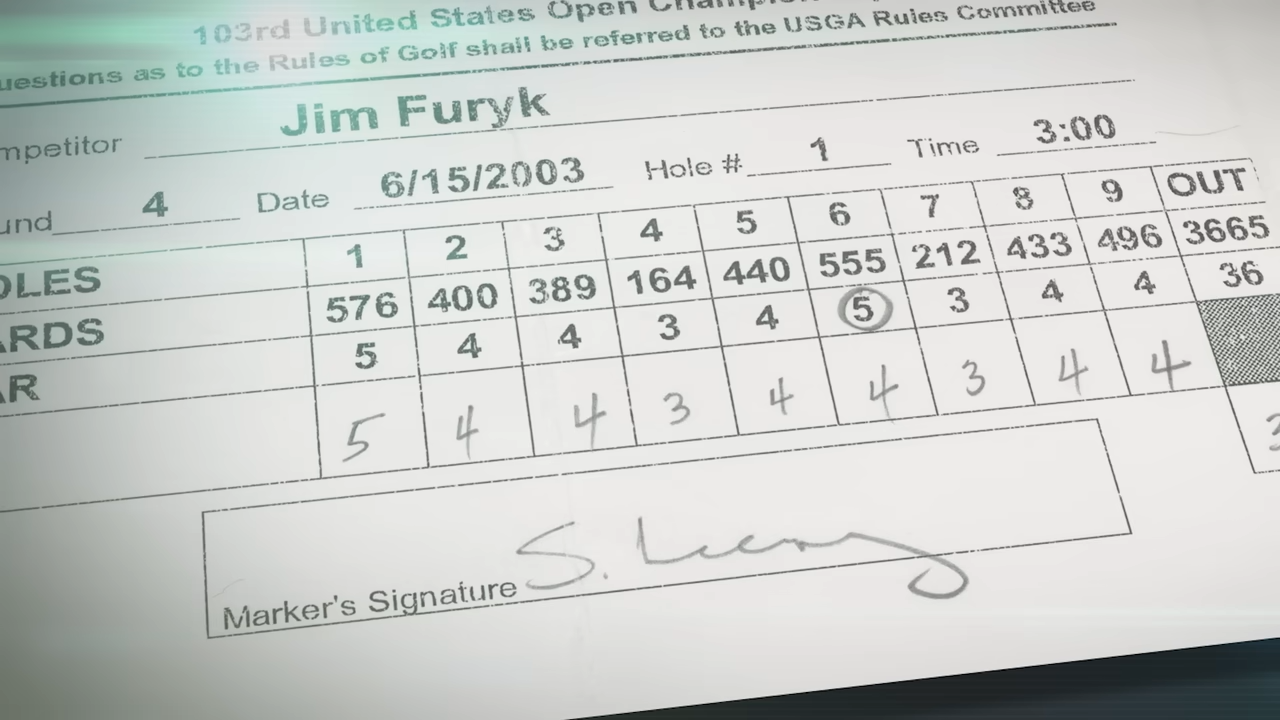 103rd United States Open
uestions as to the Rules of Golf shall be referred to the USGA Rules Committee
mpetitor Jim Furyk
und 4 Date 6/15/2003 Hole # 1 Time 3:00
OLES 1 2 3 4 5 6 7 8 9 OUT
ARDS 576 400 389 164 440 555 212 433 496 3665
AR 5 4 4 3 4 5 3 4 4 36
5 4 4 3 4 4 3 4 4
3
Marker's Signature S. Leaney